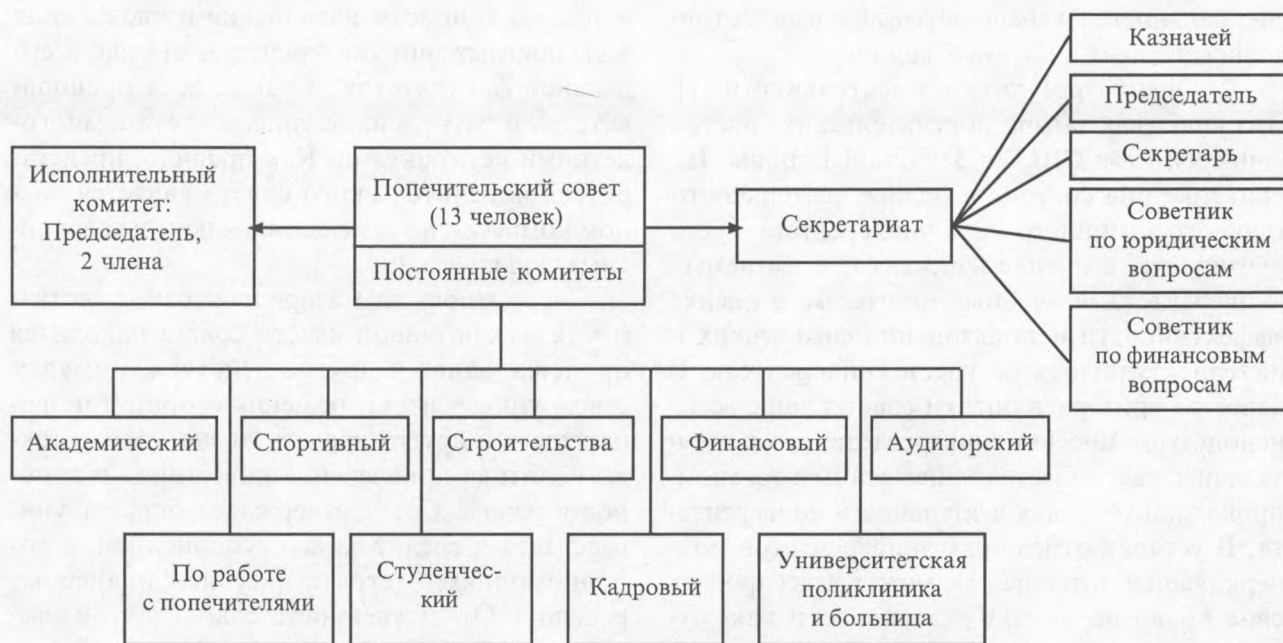 Казначей
Председатель
Секретарь
Советник
по юридическим
вопросам
Советник
по финансовым
вопросам
Исполнительный
комитет:
Председатель,
2 члена
Попечительский совет
(13 человек)
Постоянные комитеты
Секретариат
Академический
Спортивный
Строительства
Финансовый
Аудиторский
По работе
с попечителями
Студенчес-
кий
Кадровый
Университетская
поликлиника
и больница